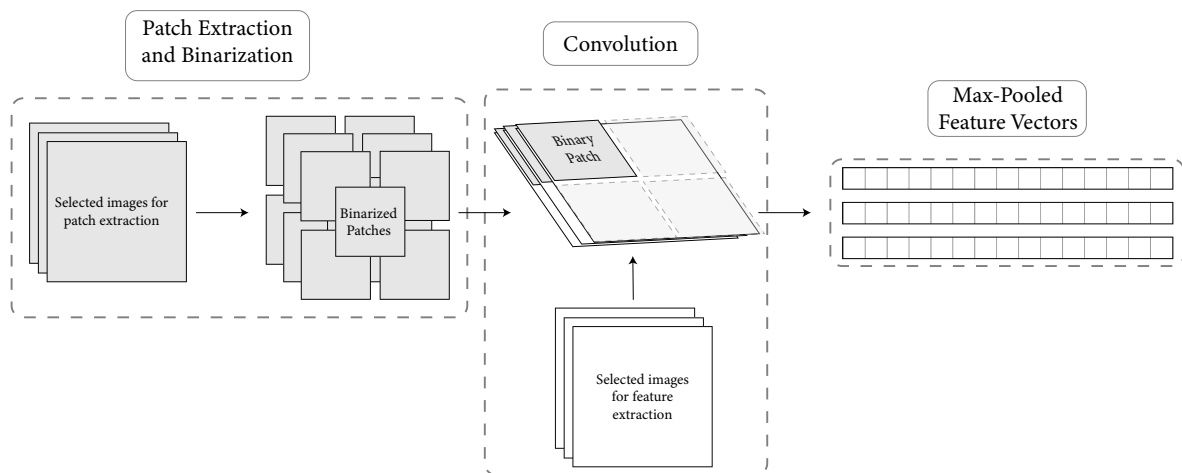 Patch Extraction
and Binarization
Convolution
Max-Pooled
Feature Vectors
Selected images for
patch extraction
Binarized
Patches
Binary
Patch
Selected images
for feature
extraction